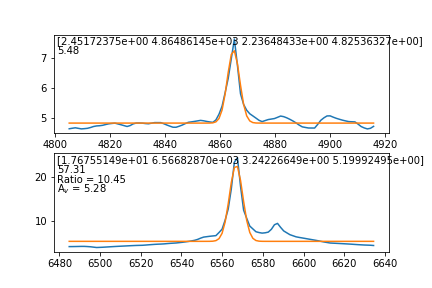 [2.45172375e+00 4.86486145e+03 2.23648433e+00 4.82536327e+00]
5.48
7
6
5
4800 4820 4840 4860 4880 4900 4920
[1.76755149e+01 6.56682870e+03 3.24226649e+00 5.19992495e+00]
57.31
Ratio = 10.45
Av = 5.28
20
10
6480 6500 6520 6540 6560 6580 6600 6620 6640